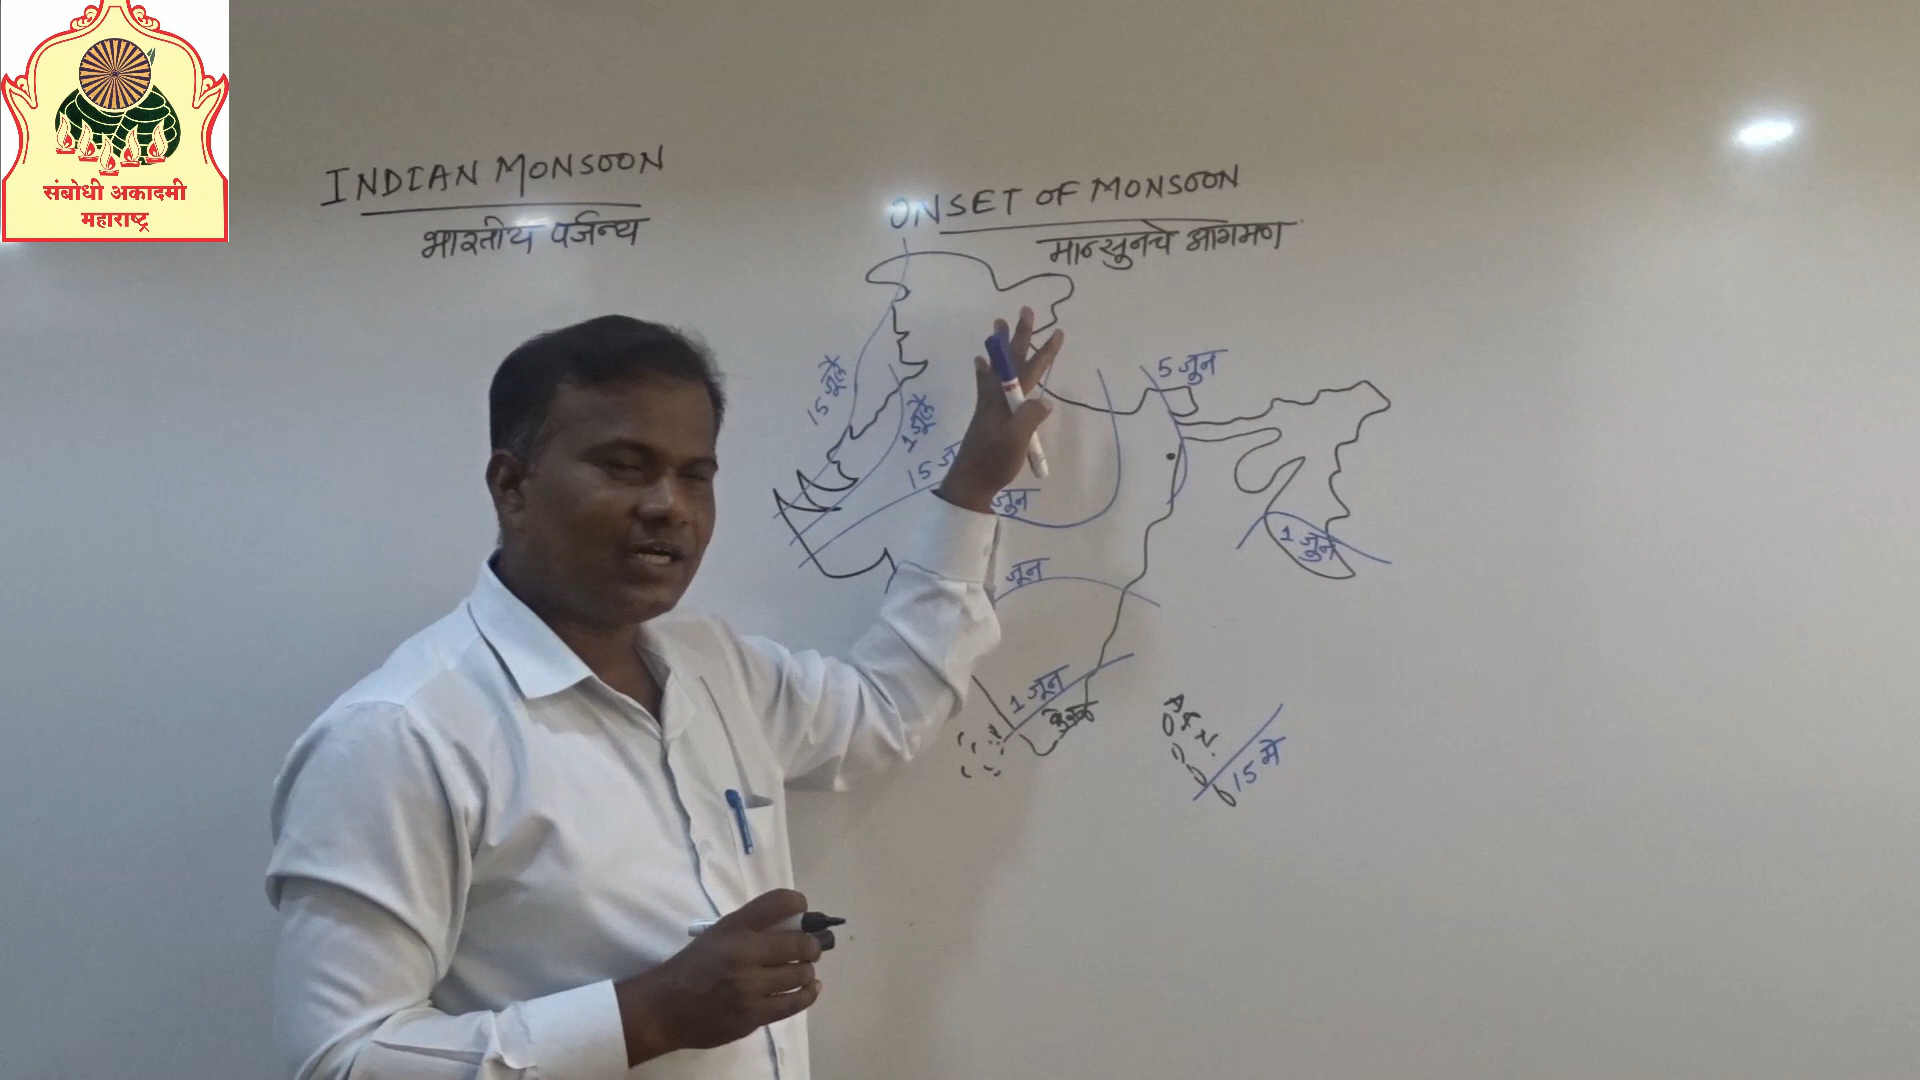 संबोधी अकादमी
महाराष्ट्र
INDIAN MONSOON
भारतीय पर्जन्य
ONSET OF MONSOON
मान्सुनचे आगमण
5 जुन
15 जूलै
1 जूलै
15 जू
जुन
1 जुन
जून
1 जून
केरळ
A & N
15 मे